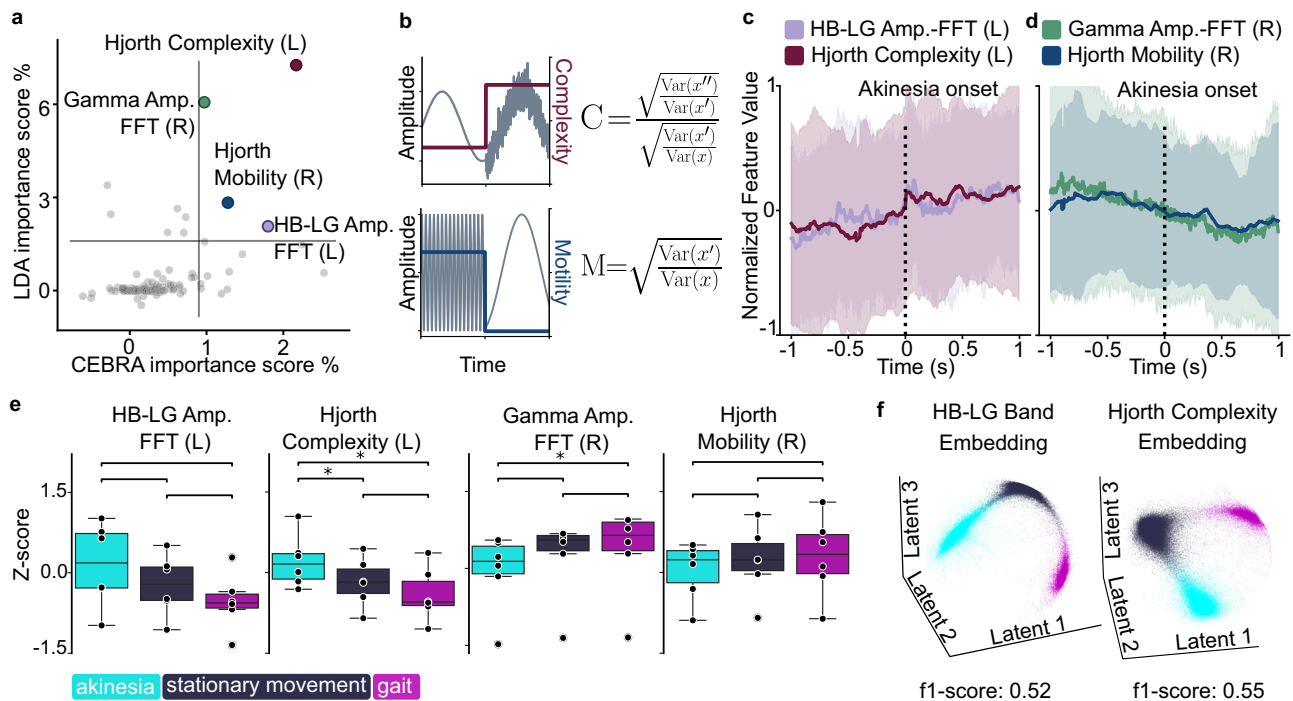 a
Hjorth Complexity (L)
Gamma Amp.
FFT (R)
Hjorth
Mobility (R)
HB-LG Amp.
FFT (L)
LDA importance score %
6
3
0
0
1
2
CEBRA importance score %
b
Amplitude
Complexity
C = √(Var(x″)/Var(x′)) / √(Var(x′)/Var(x))
Amplitude
Motility
M = √(Var(x′)/Var(x))
Time
c
HB-LG Amp.-FFT (L)
Hjorth Complexity (L)
Akinesia onset
Normalized Feature Value
1
0
-1
-1
-0.5
0
0.5
1
Time (s)
d
Gamma Amp.-FFT (R)
Hjorth Mobility (R)
Akinesia onset
-1
-0.5
0
0.5
1
Time (s)
e
HB-LG Amp.
FFT (L)
Hjorth
Complexity (L)
Gamma Amp.
FFT (R)
Hjorth
Mobility (R)
*
*
*
Z-score
1.5
0.0
-1.5
akinesia stationary movement gait
f
HB-LG Band
Embedding
Latent 3
Latent 2
Latent 1
f1-score: 0.52
Hjorth Complexity
Embedding
Latent 3
Latent 2
Latent 1
f1-score: 0.55